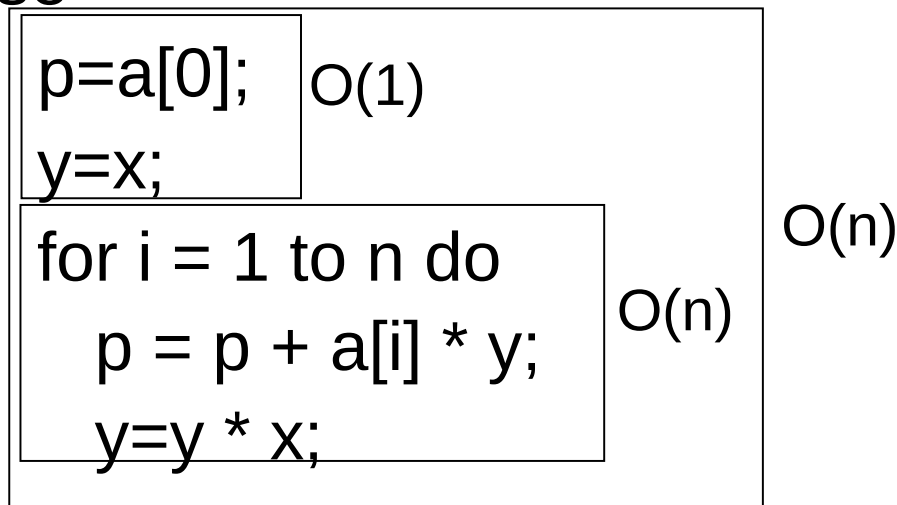 p=a[0];
O(1)
y=x;
O(n)
for i = 1 to n do
O(n)
p = p + a[i] * y;
y=y * x;